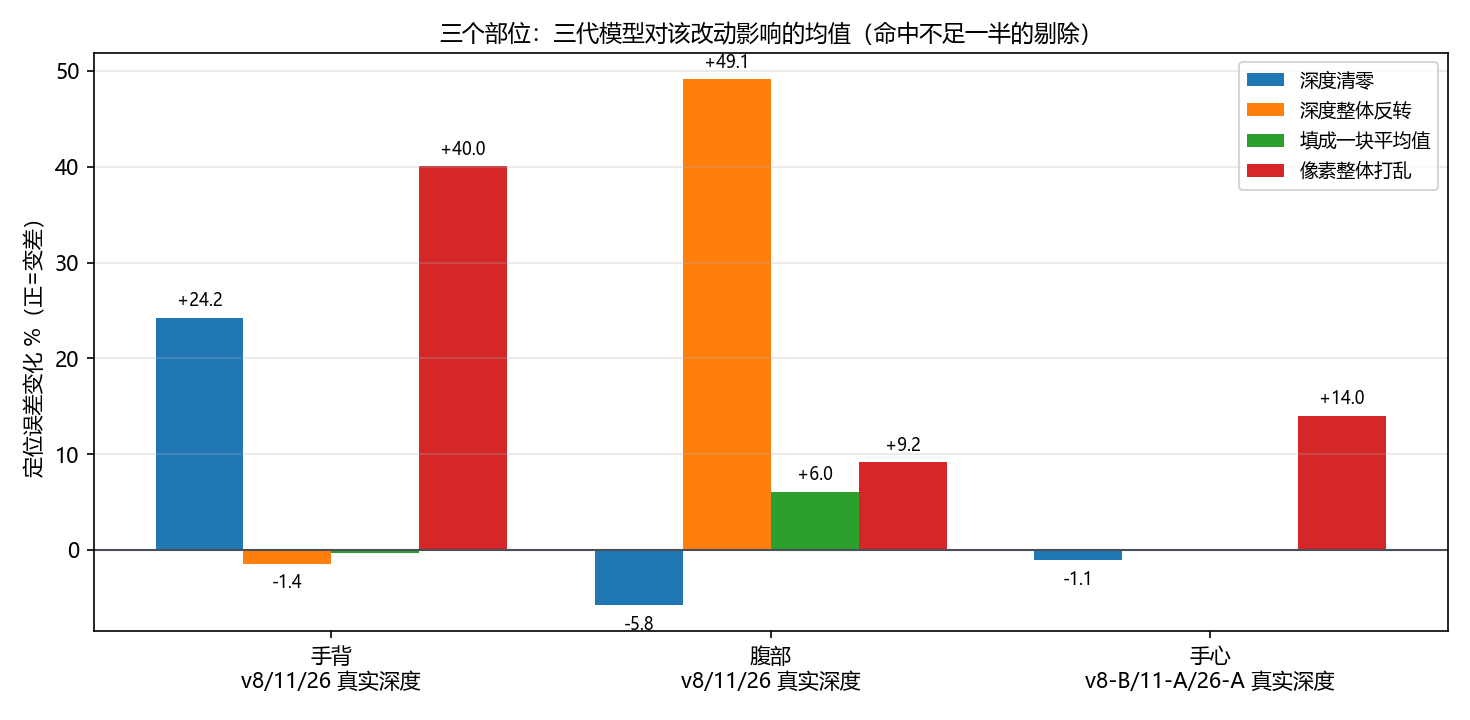 三个部位：三代模型对该改动影响的均值（命中不足一半的剔除）
定位误差变化 %（正=变差）
50
40
30
20
10
0
+24.2
-1.4
+40.0
-5.8
+49.1
+6.0
+9.2
-1.1
+14.0
深度清零
深度整体反转
填成一块平均值
像素整体打乱
手背
v8/11/26 真实深度
腹部
v8/11/26 真实深度
手心
v8-B/11-A/26-A 真实深度